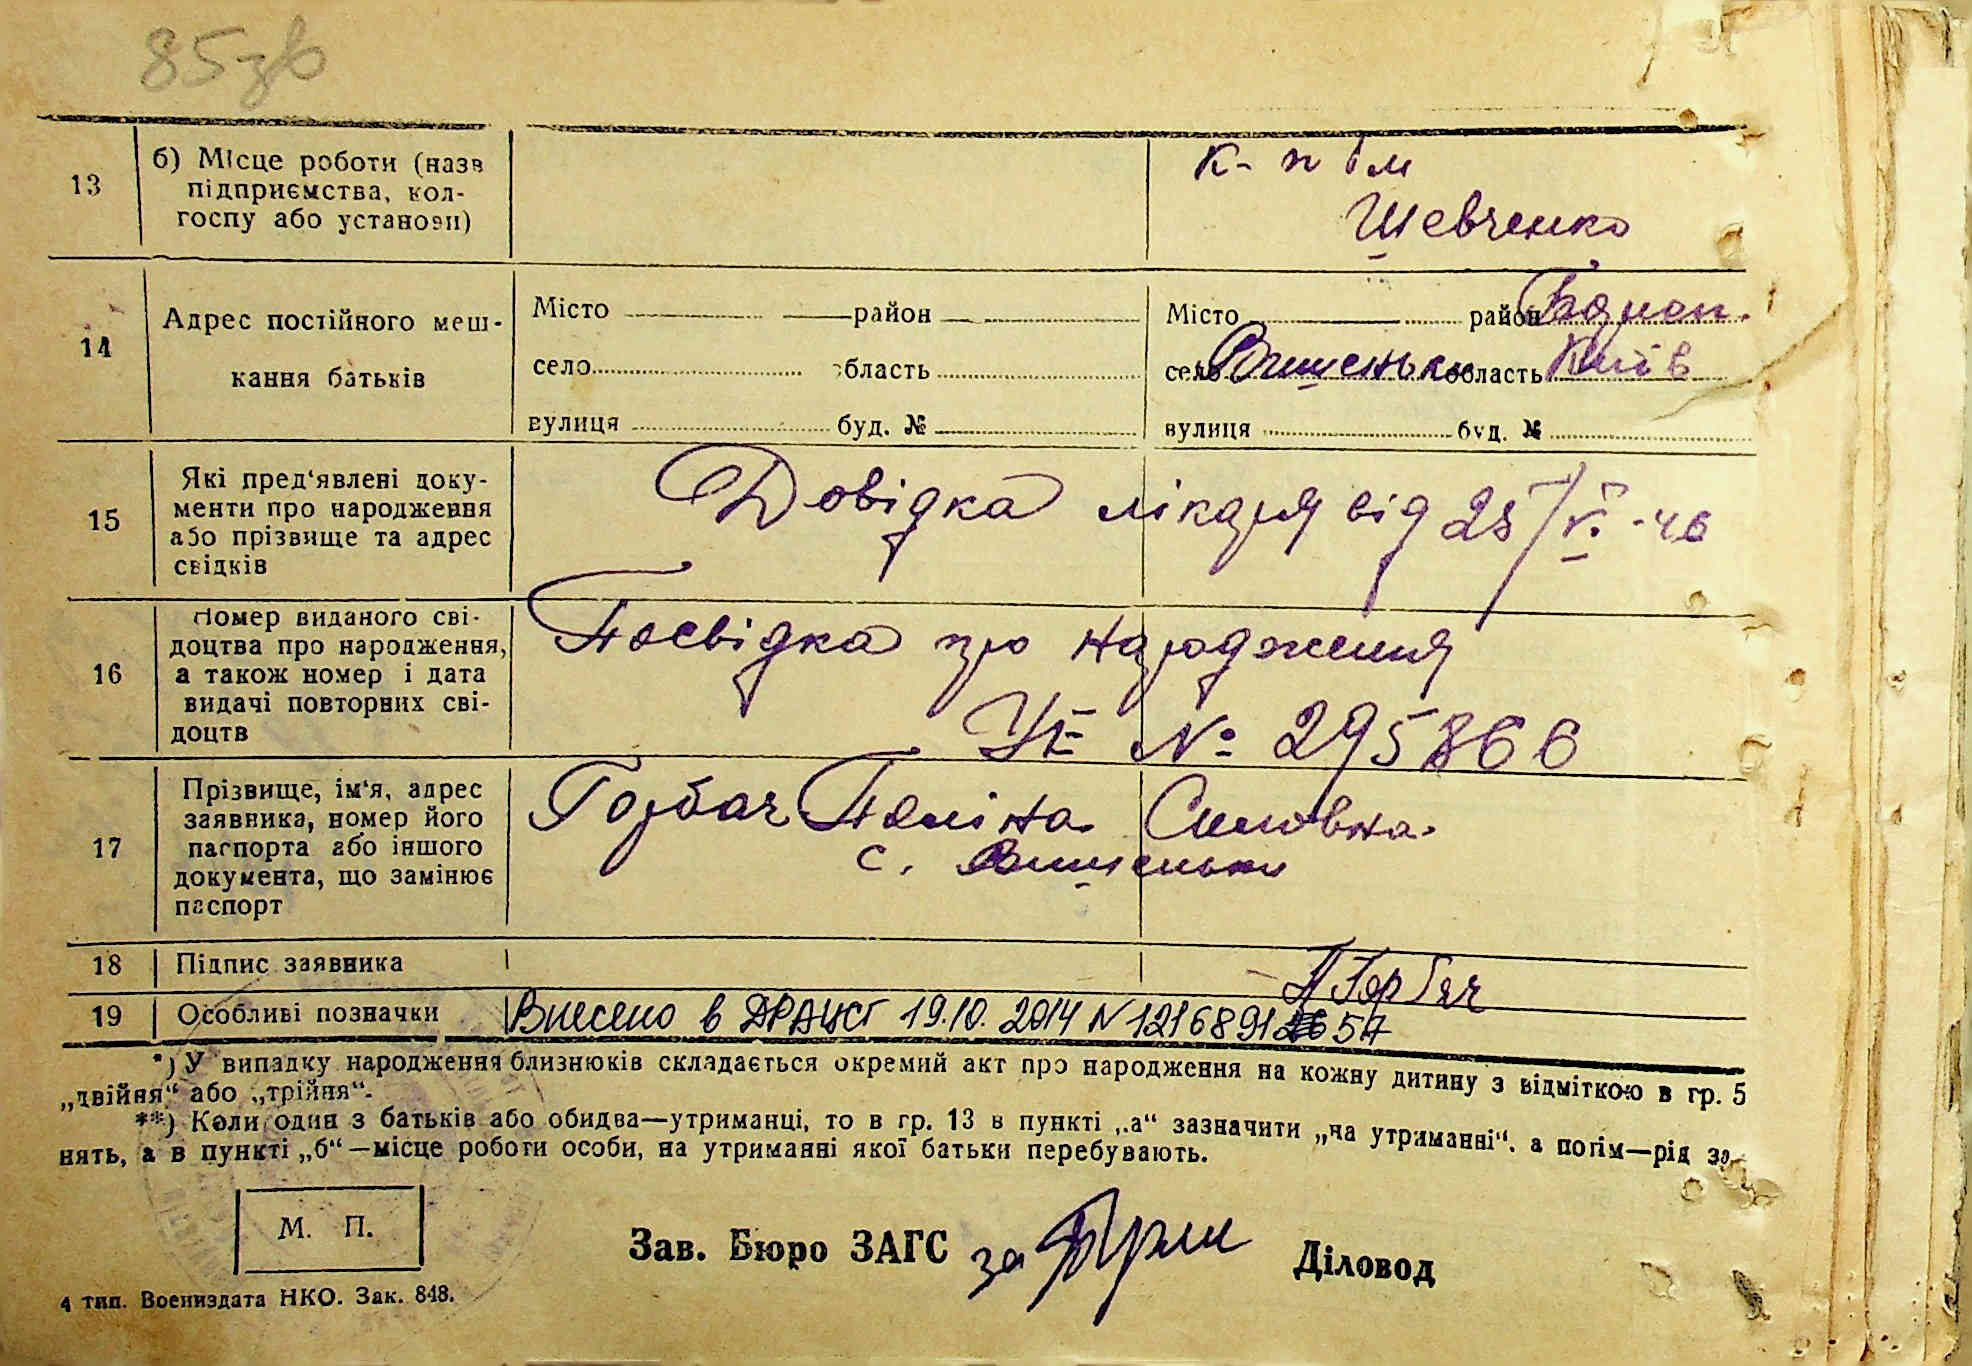 85зв
13
б) Місце роботи (назв
підприємства, кол-
госпу або установи)
к-п ім
Шевченко
14
Адрес постійного меш-
кання батьків
Місто район
село область
вулиця буд. №
Місто район
село Вишеньки область Київ
вулиця буд. №
15
Які пред'явлені доку-
менти про народження
або прізвище та адрес
свідків
Довідка лікаря від 25/VI-46
16
Номер виданого сві-
доцтва про народження,
а також номер і дата
видачі повторних сві-
доцтв
Посвідка про народження
№ 295866
17
Прізвище, ім'я, адрес
заявника, номер його
паспорта або іншого
документа, що замінює
паспорт
Горбач Поліна
с. Вишеньки
18 Підпис заявника
П Горбач
19 Особливі позначки Внесено в ДРАЦСГ 19.10.2014 N 1216891
*) У випадку народження близнюків складається окремий акт про народження на кожну дитину з відміткою в гр. 5
„двійня“ або „трійня“.
**) Коли один з батьків або обидва—утриманці, то в гр. 13 в пункті „а“ зазначити „на утриманні“, а потім—рід за-
нять, а в пункті „б“—місце роботи особи, на утриманні якої батьки перебувають.
М. П.
Зав. Бюро ЗАГС за Діловод
4 тип. Воениздата НКО. Зак. 848.